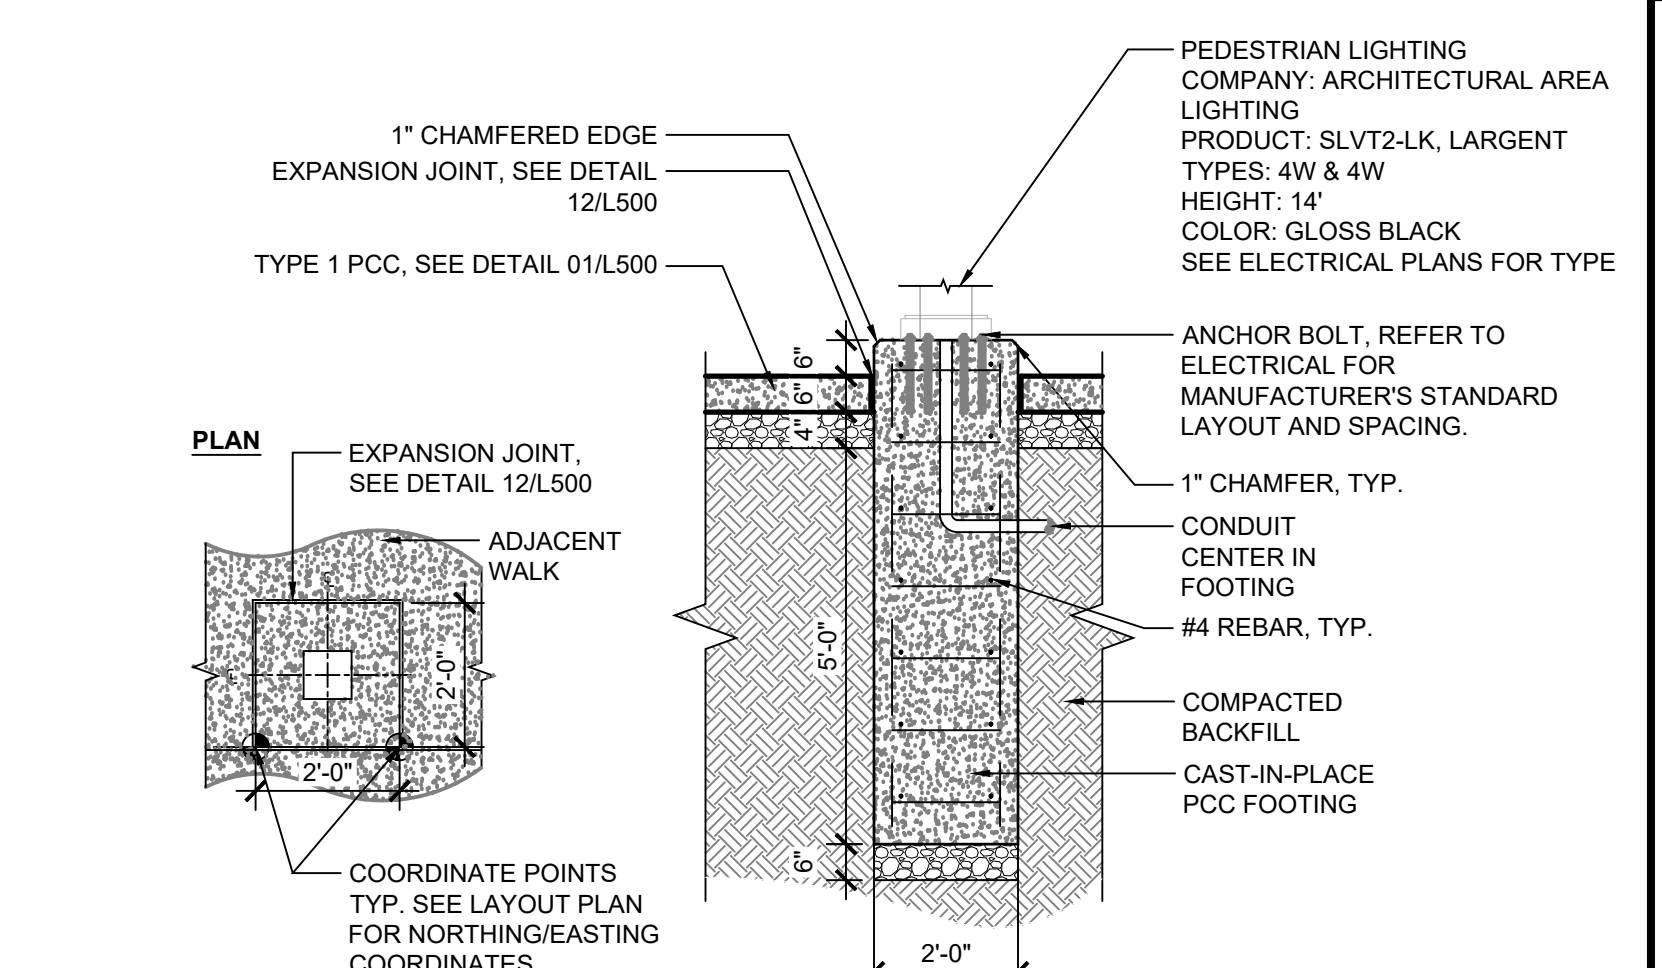 PEDESTRIAN LIGHTING
COMPANY: ARCHITECTURAL AREA
LIGHTING
PRODUCT: SLVT2-LK, LARGENT
TYPES: 4W & 4W
HEIGHT: 14'
COLOR: GLOSS BLACK
SEE ELECTRICAL PLANS FOR TYPE
1" CHAMFERED EDGE
EXPANSION JOINT, SEE DETAIL
12/L500
TYPE 1 PCC, SEE DETAIL 01/L500
ANCHOR BOLT, REFER TO
ELECTRICAL FOR
MANUFACTURER'S STANDARD
LAYOUT AND SPACING.
6"
6"
4"
5'-0"
6"
2'-0"
1" CHAMFER, TYP.
CONDUIT
CENTER IN
FOOTING
#4 REBAR, TYP.
COMPACTED
BACKFILL
CAST-IN-PLACE
PCC FOOTING
PLAN
EXPANSION JOINT,
SEE DETAIL 12/L500
ADJACENT
WALK
2'-0"
2'-0"
COORDINATE POINTS
TYP. SEE LAYOUT PLAN
FOR NORTHING/EASTING
COORDINATES